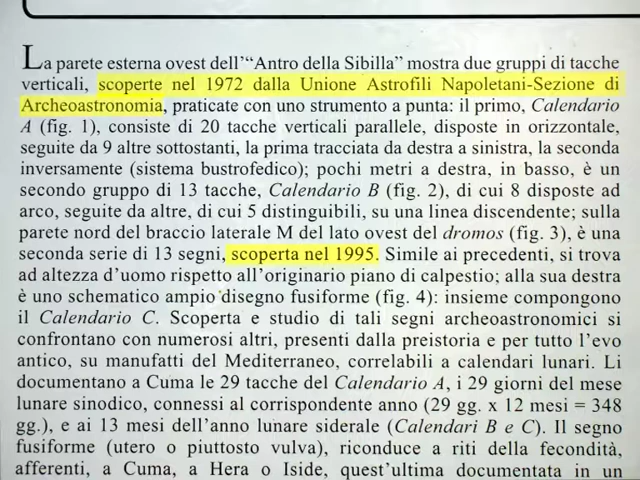 La parete esterna ovest dell'“Antro della Sibilla” mostra due gruppi di tacche
verticali, scoperte nel 1972 dalla Unione Astrofili Napoletani-Sezione di
Archeoastronomia, praticate con uno strumento a punta: il primo, Calendario
A (fig. 1), consiste di 20 tacche verticali parallele, disposte in orizzontale,
seguite da 9 altre sottostanti, la prima tracciata da destra a sinistra, la seconda
inversamente (sistema bustrofedico); pochi metri a destra, in basso, è un
secondo gruppo di 13 tacche, Calendario B (fig. 2), di cui 8 disposte ad
arco, seguite da altre, di cui 5 distinguibili, su una linea discendente; sulla
parete nord del braccio laterale M del lato ovest del dromos (fig. 3), è una
seconda serie di 13 segni, scoperta nel 1995. Simile ai precedenti, si trova
ad altezza d'uomo rispetto all'originario piano di calpestio; alla sua destra
è uno schematico ampio disegno fusiforme (fig. 4): insieme compongono
il Calendario C. Scoperta e studio di tali segni archeoastronomici si
confrontano con numerosi altri, presenti dalla preistoria e per tutto l'evo
antico, su manufatti del Mediterraneo, correlabili a calendari lunari. Li
documentano a Cuma le 29 tacche del Calendario A, i 29 giorni del mese
lunare sinodico, connessi al corrispondente anno (29 gg. x 12 mesi = 348
gg.), e ai 13 mesi dell'anno lunare siderale (Calendari B e C). Il segno
fusiforme (utero o piuttosto vulva), riconduce a riti della fecondità,
afferenti, a Cuma, a Hera o Iside, quest'ultima documentata in un